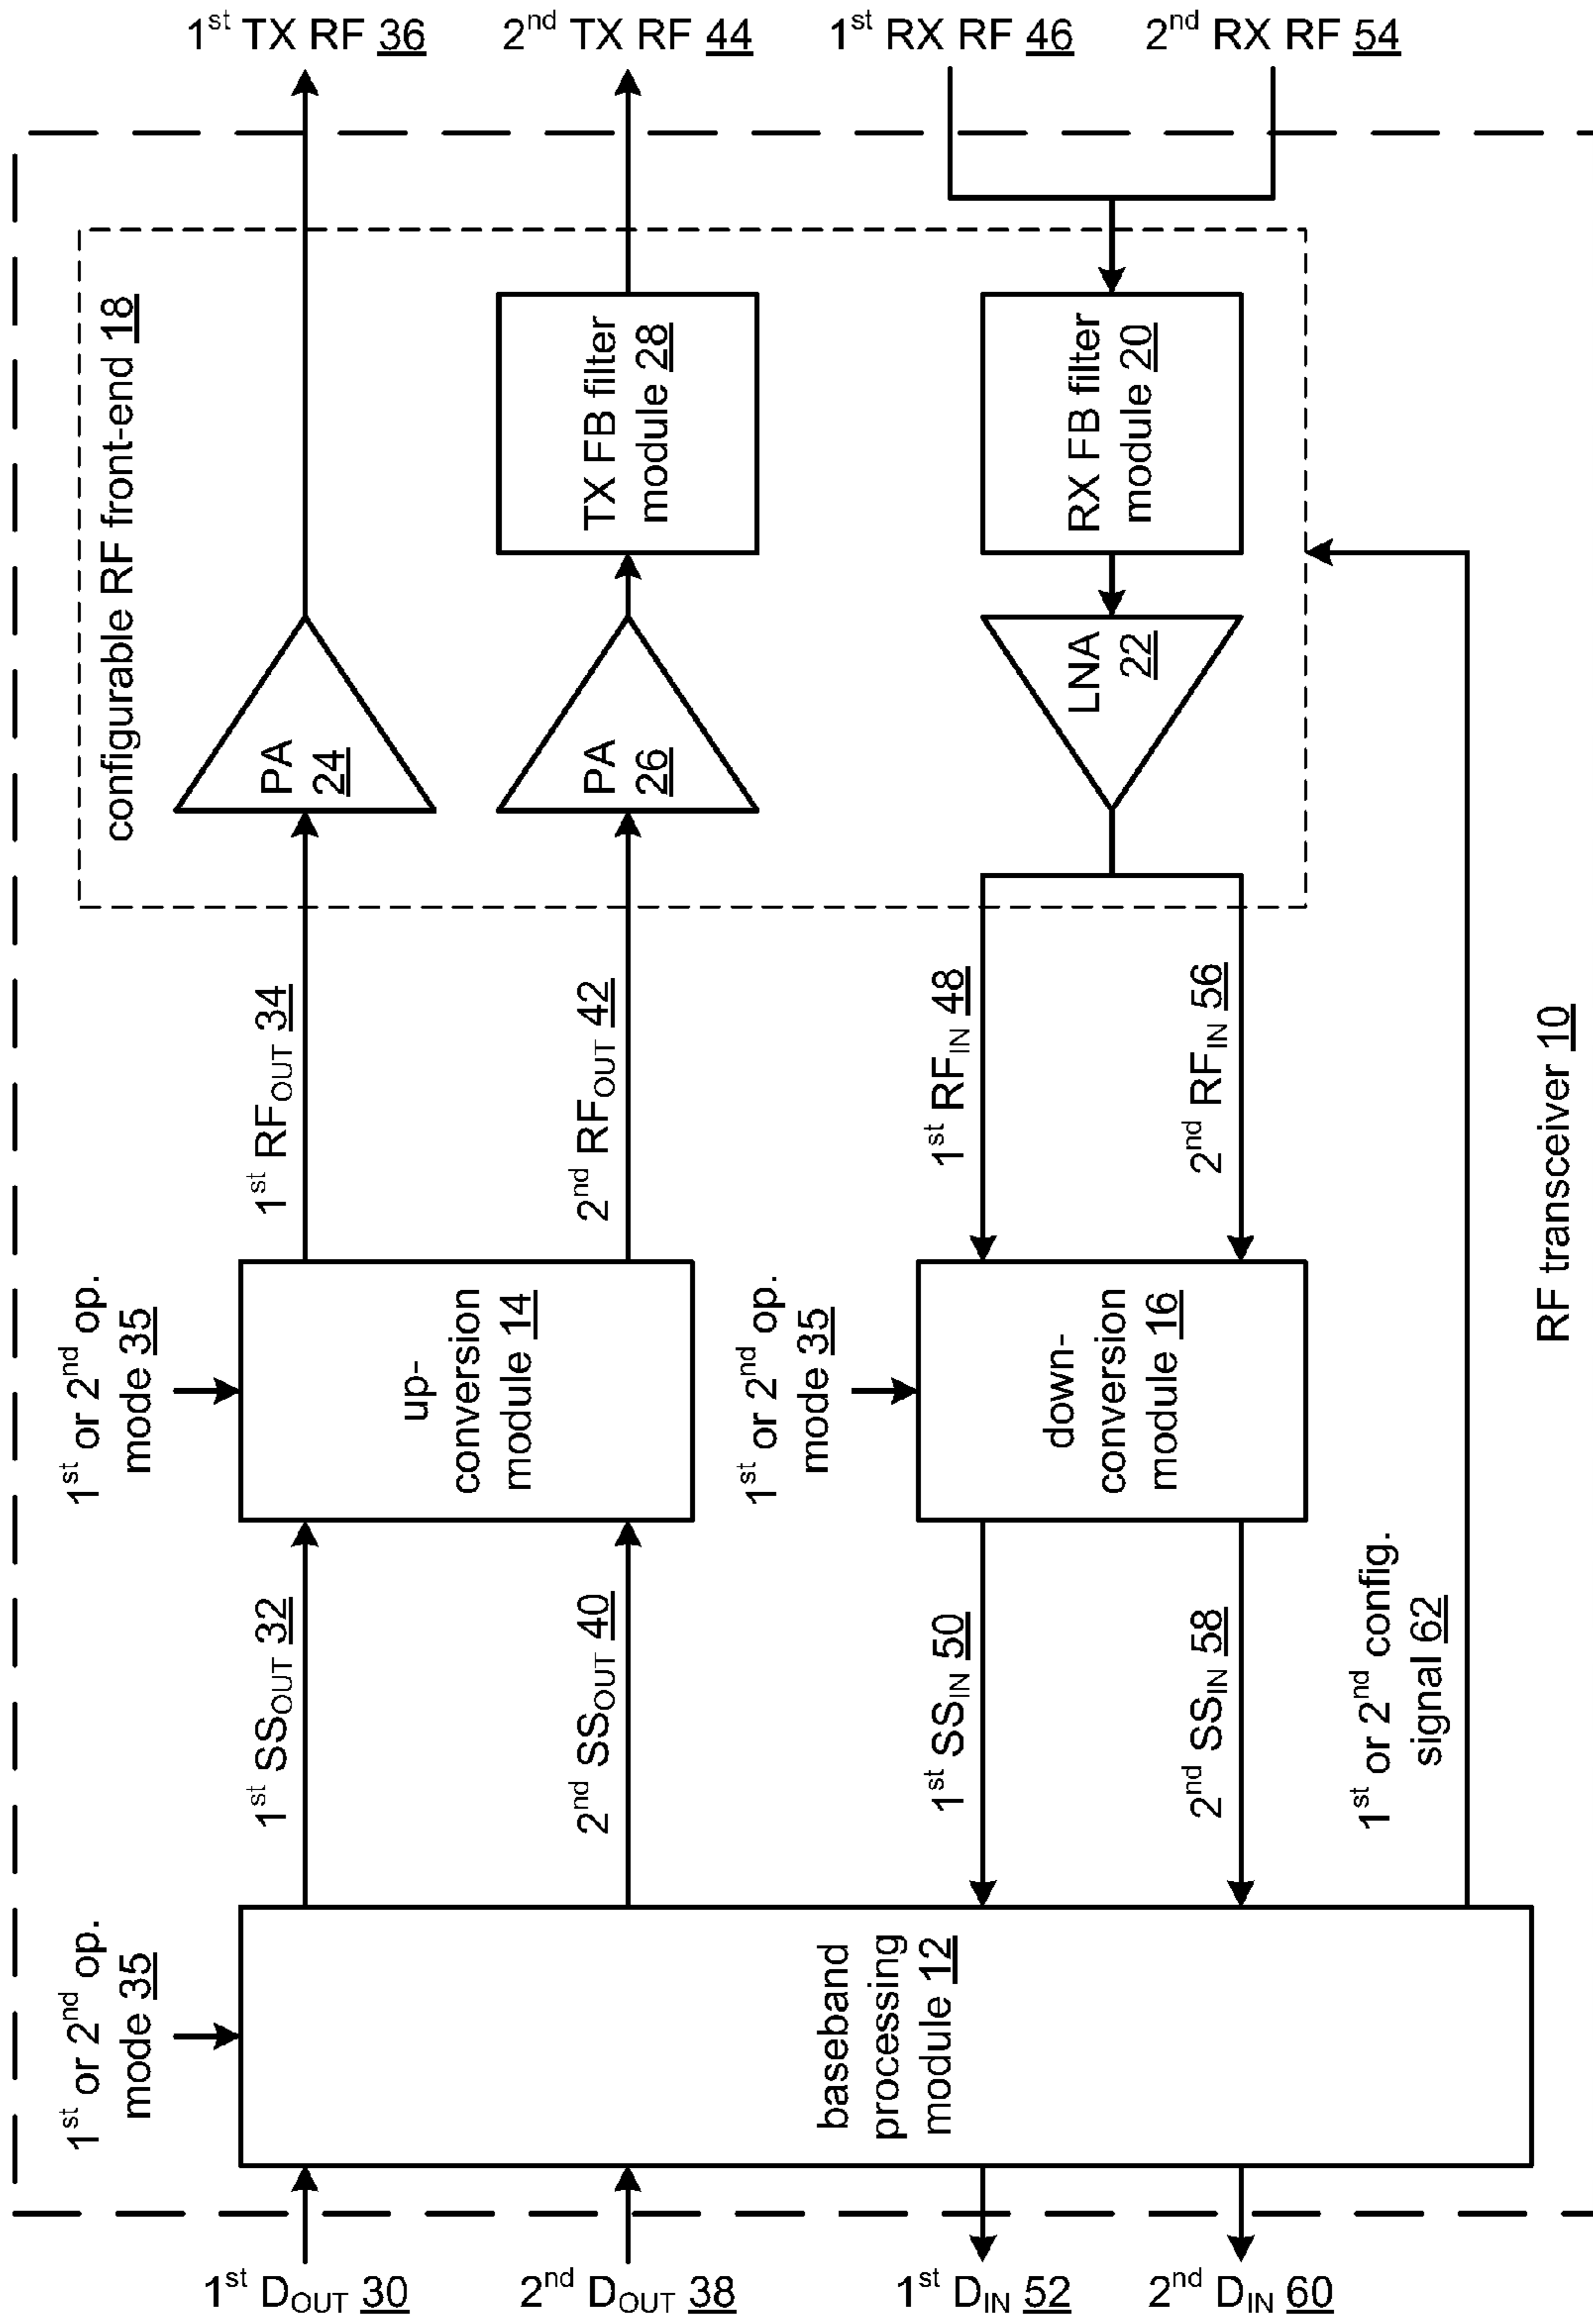 1st TX RF 36
2nd TX RF 44
1st RX RF 46
2nd RX RF 54
configurable RF front-end 18
PA
24
PA
26
TX FB filter
module 28
RX FB filter
module 20
LNA
22
1st RFOUT 34
2nd RFOUT 42
1st RFIN 48
2nd RFIN 56
1st or 2nd op.
mode 35
up-
conversion
module 14
1st or 2nd op.
mode 35
down-
conversion
module 16
1st SSOUT 32
2nd SSOUT 40
1st SSIN 50
2nd SSIN 58
1st or 2nd config.
signal 62
RF transceiver 10
1st or 2nd op.
mode 35
baseband
processing
module 12
1st DOUT 30
2nd DOUT 38
1st DIN 52
2nd DIN 60